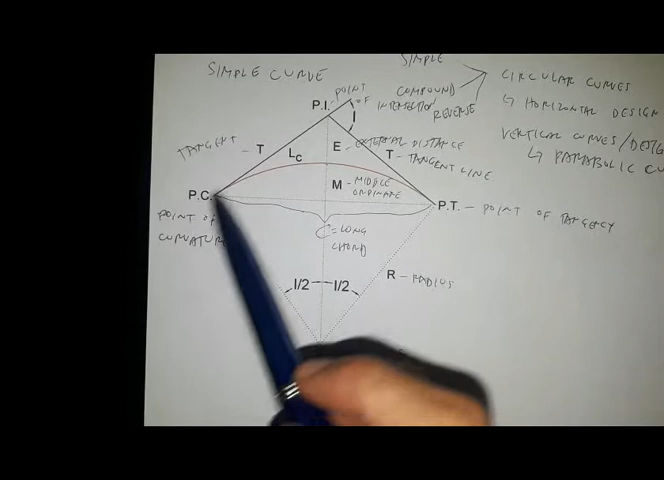 SIMPLE CURVE
SIMPLE
COMPOUND
REVERSE
CIRCULAR CURVES
↳ HORIZONTAL DESIGN
VERTICAL CURVES/DESIG
↳ PARABOLIC CU
P.I. - POINT
OF
INTERSECTION
I
TANGENT - T
LC
E - EXTERNAL DISTANCE
T - TANGENT LINE
M - MIDDLE
ORDINATE
P.C.
POINT OF
CURVATURE
P.T. - POINT OF TANGENCY
C = LONG
CHORD
I/2 I/2
R - RADIUS